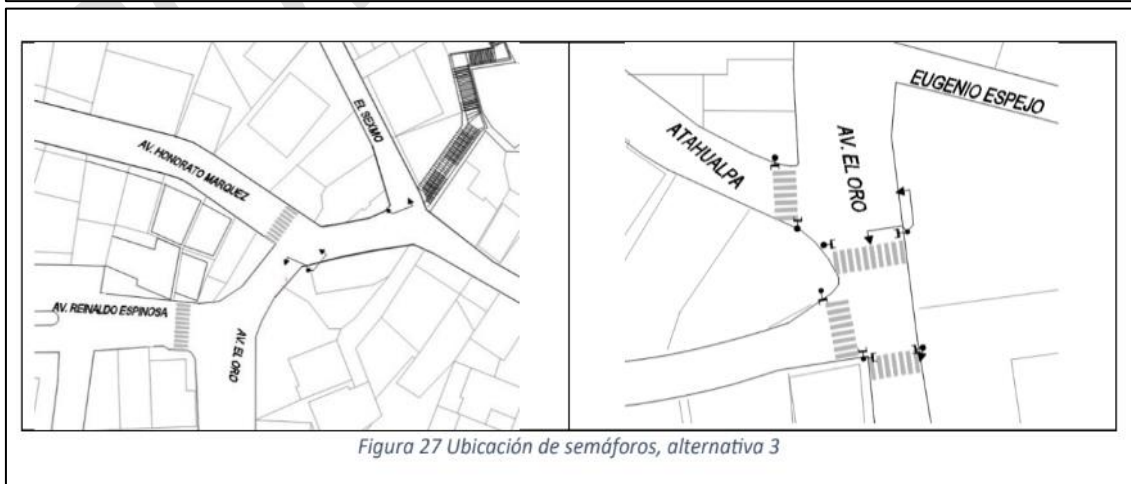 AV. HONORATO MARQUEZ
EL SEXMO
AV. REINALDO ESPINOSA
AV. EL ORO
ATAHUALPA
AV. EL ORO
EUGENIO ESPEJO
Figura 27 Ubicación de semáforos, alternativa 3